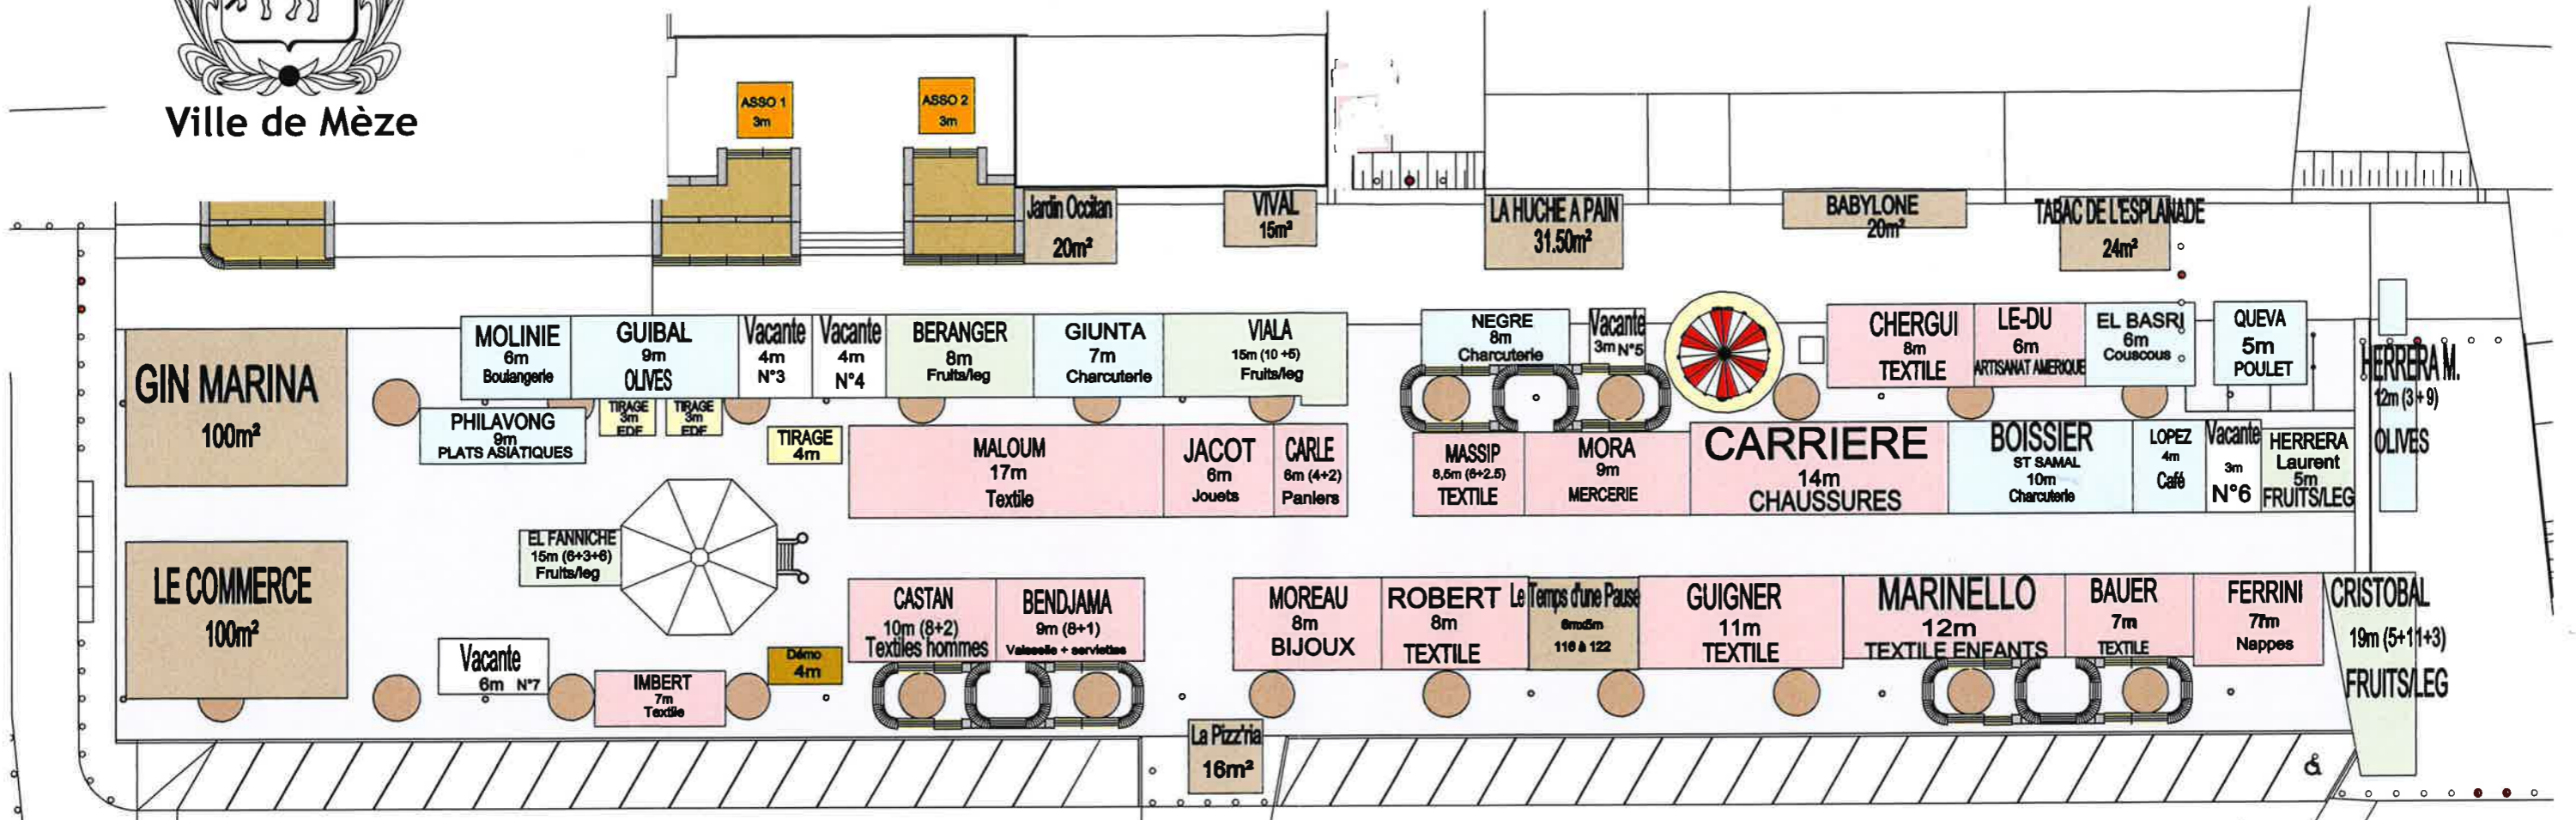 Ville de Mèze
ASSO 1
3m
ASSO 2
3m
Jardin Occitan
20m²
VIVAL
15m²
LA HUCHE A PAIN
31.50m²
BABYLONE
20m²
TABAC DE L'ESPLANADE
24m²
GIN MARINA
100m²
MOLINIE
6m
Boulangerie
GUIBAL
9m
OLIVES
Vacante
4m
N°3
Vacante
4m
N°4
BERANGER
8m
Fruits/leg
GIUNTA
7m
Charcuterie
VIALA
15m (10 +5)
Fruits/leg
NEGRE
8m
Charcuterie
Vacante
3m N°5
CHERGUI
8m
TEXTILE
LE-DU
6m
ARTISANAT AMERIQUE
EL BASRI
6m
Couscous
QUEVA
5m
POULET
HERRERA M.
12m (3+9)
OLIVES
PHILAVONG
9m
PLATS ASIATIQUES
TIRAGE
3m
EDF
TIRAGE
3m
EDF
TIRAGE
4m
MALOUM
17m
Textile
JACOT
6m
Jouets
CARLE
6m (4+2)
Paniers
MASSIP
8,5m (6+2.5)
TEXTILE
MORA
9m
MERCERIE
CARRIERE
14m
CHAUSSURES
BOISSIER
ST SAMAL
10m
Charcuterie
LOPEZ
4m
Café
Vacante
3m
N°6
HERRERA
Laurent
5m
FRUITS/LEG
LE COMMERCE
100m²
EL FANNICHE
15m (6+3+6)
Fruits/leg
Vacante
6m N°7
IMBERT
7m
Textile
Démo
4m
CASTAN
10m (8+2)
Textiles hommes
BENDJAMA
9m (8+1)
Vaisselle + serviettes
MOREAU
8m
BIJOUX
ROBERT
8m
TEXTILE
Le Temps d'une Pause
6mx5m
116 à 122
GUIGNER
11m
TEXTILE
MARINELLO
12m
TEXTILE ENFANTS
BAUER
7m
TEXTILE
FERRINI
77m
Nappes
CRISTOBAL
19m (5+11+3)
FRUITS/LEG
La Pizz'ria
16m²